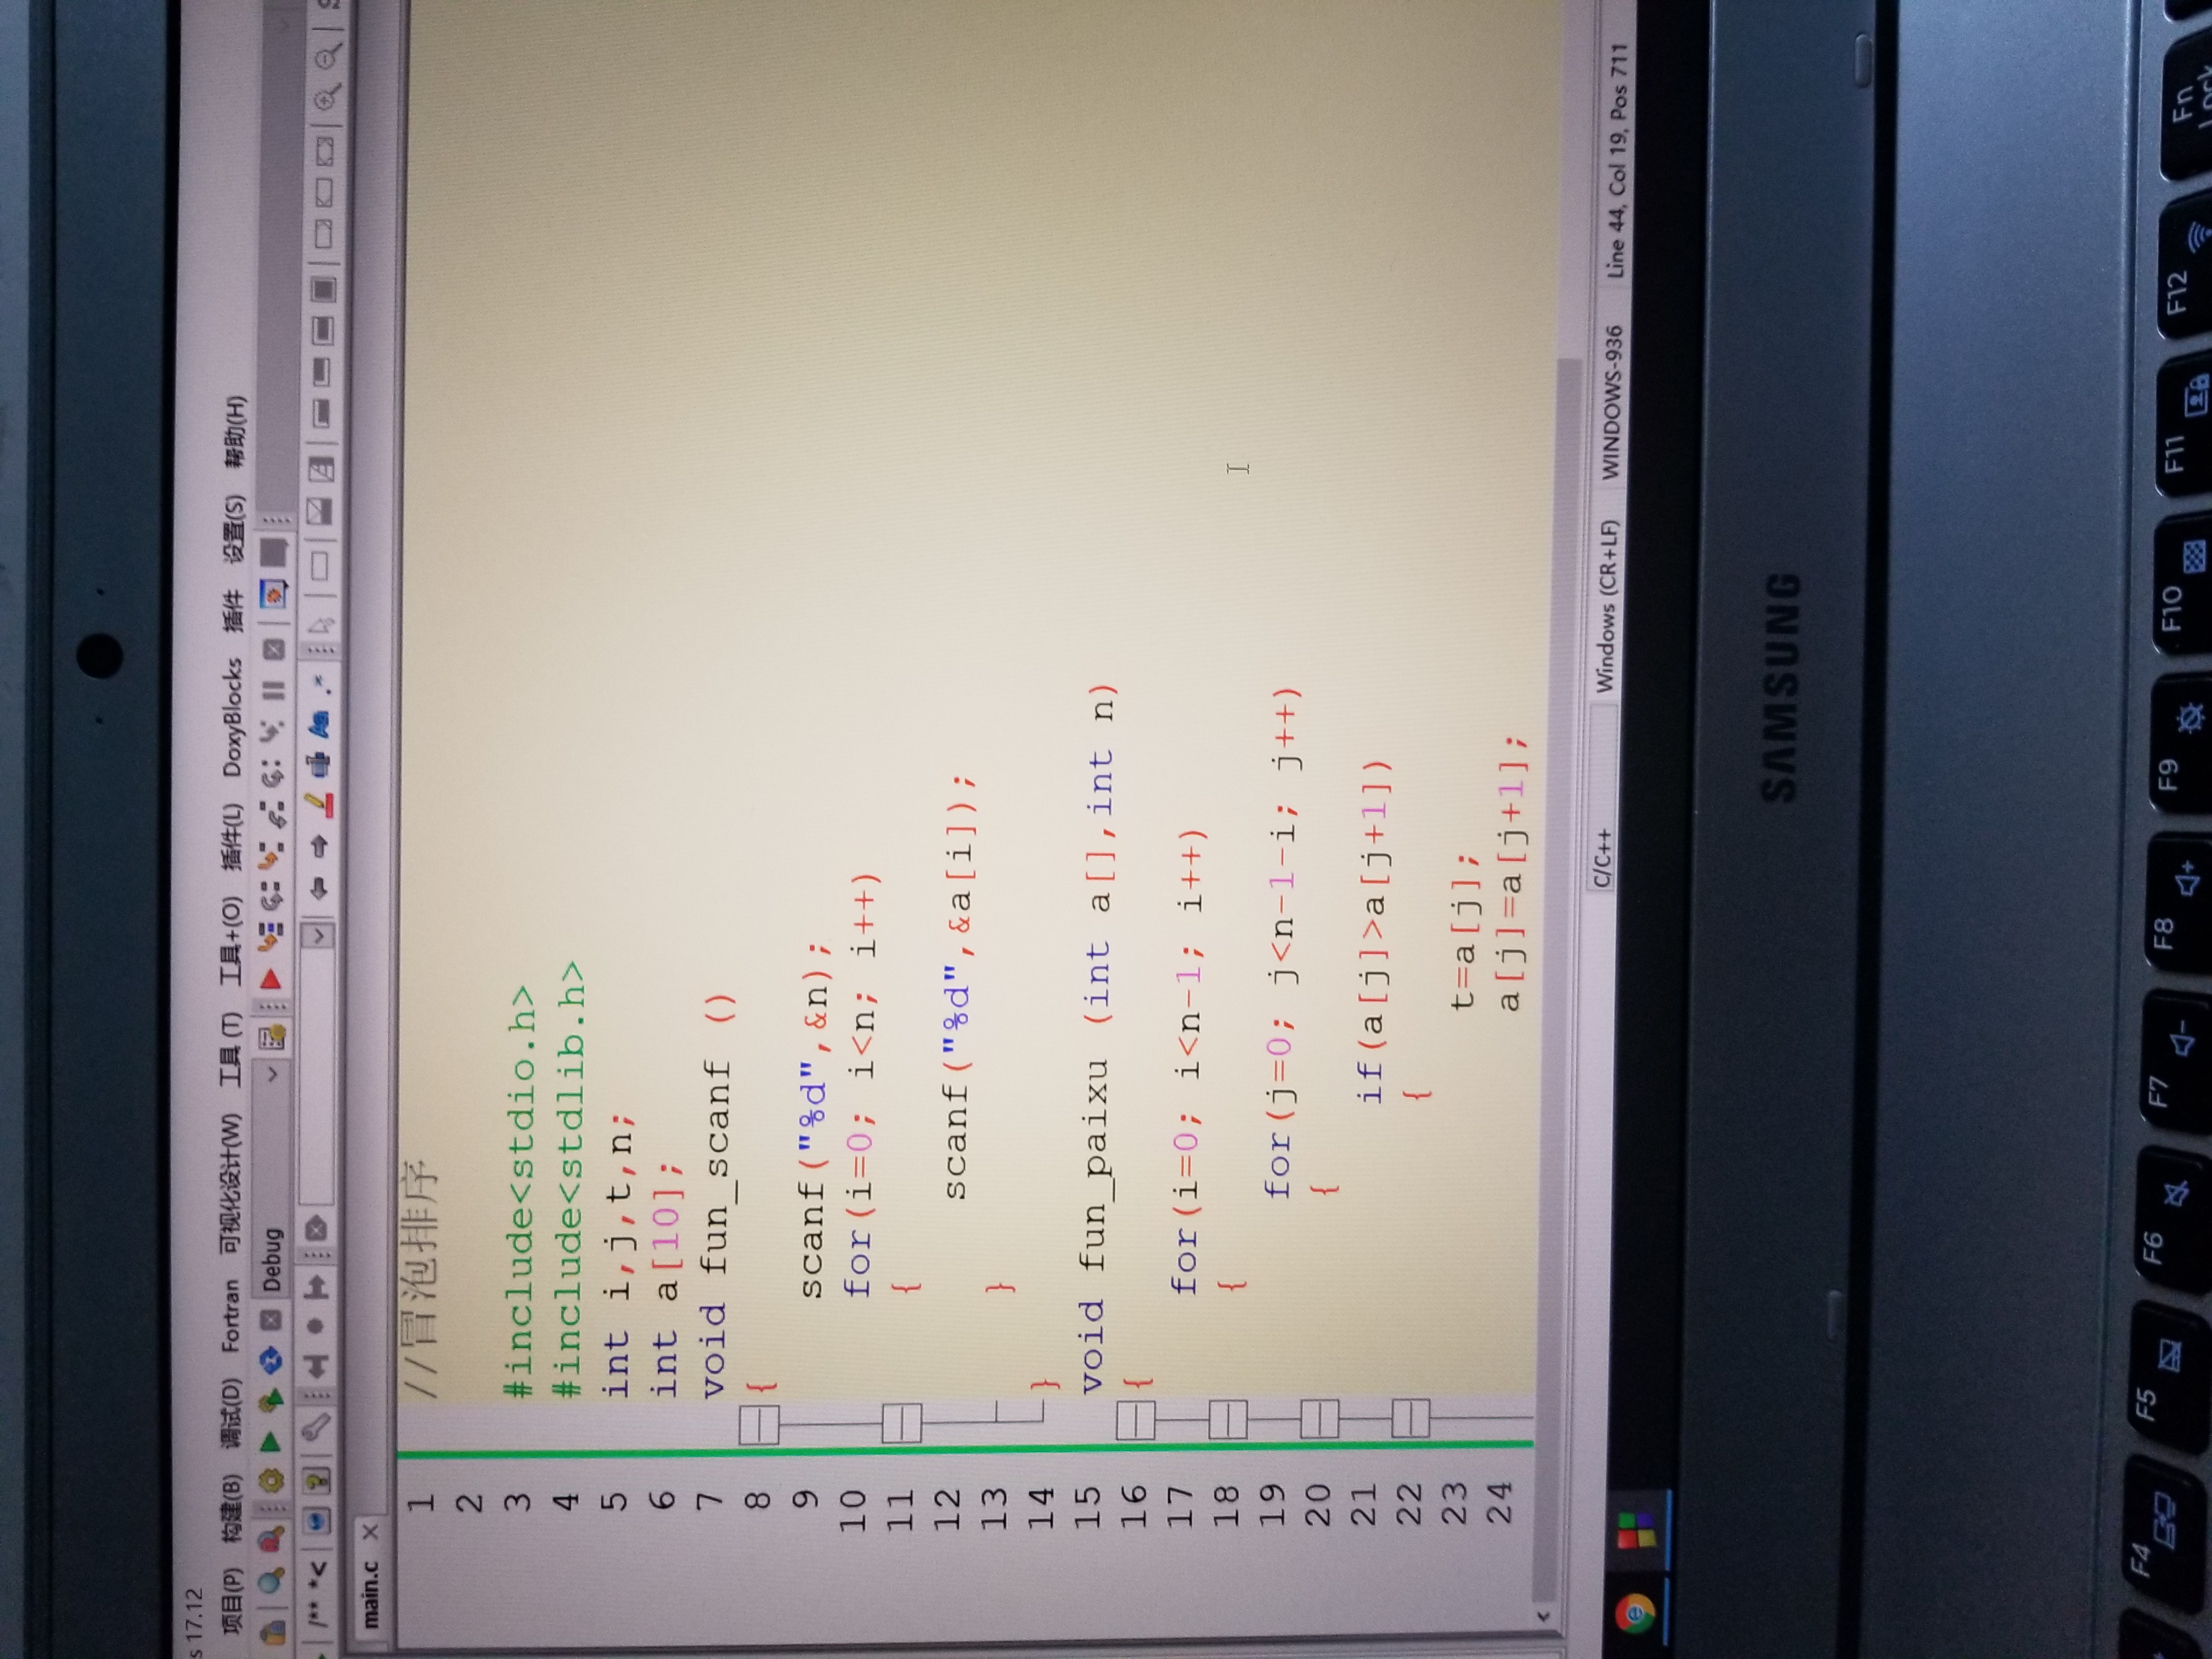 s 17.12
项目(P) 构建(B) 调试(D) Fortran 可视化设计(W) 工具 (T) 工具+(O) 插件(L) DoxyBlocks 插件 设置(S) 帮助(H)
Debug
/** *<
main.c
1 //冒泡排序
2
3 #include<stdio.h>
4 #include<stdlib.h>
5 int i,j,t,n;
6 int a[10];
7 void fun_scanf ()
8 {
9 scanf("%d",&n);
10 for(i=0; i<n; i++)
11 {
12 scanf("%d",&a[i]);
13 }
14 }
15 void fun_paixu (int a[],int n)
16 {
17 for(i=0; i<n-1; i++)
18 {
19 for(j=0; j<n-1-i; j++)
20 {
21 if(a[j]>a[j+1])
22 {
23 t=a[j];
24 a[j]=a[j+1];
C/C++ Windows (CR+LF) WINDOWS-936 Line 44, Col 19, Pos 711
SAMSUNG
F4 F5 F6 F7 F8 F9 F10 F11 F12 Fn
Lock